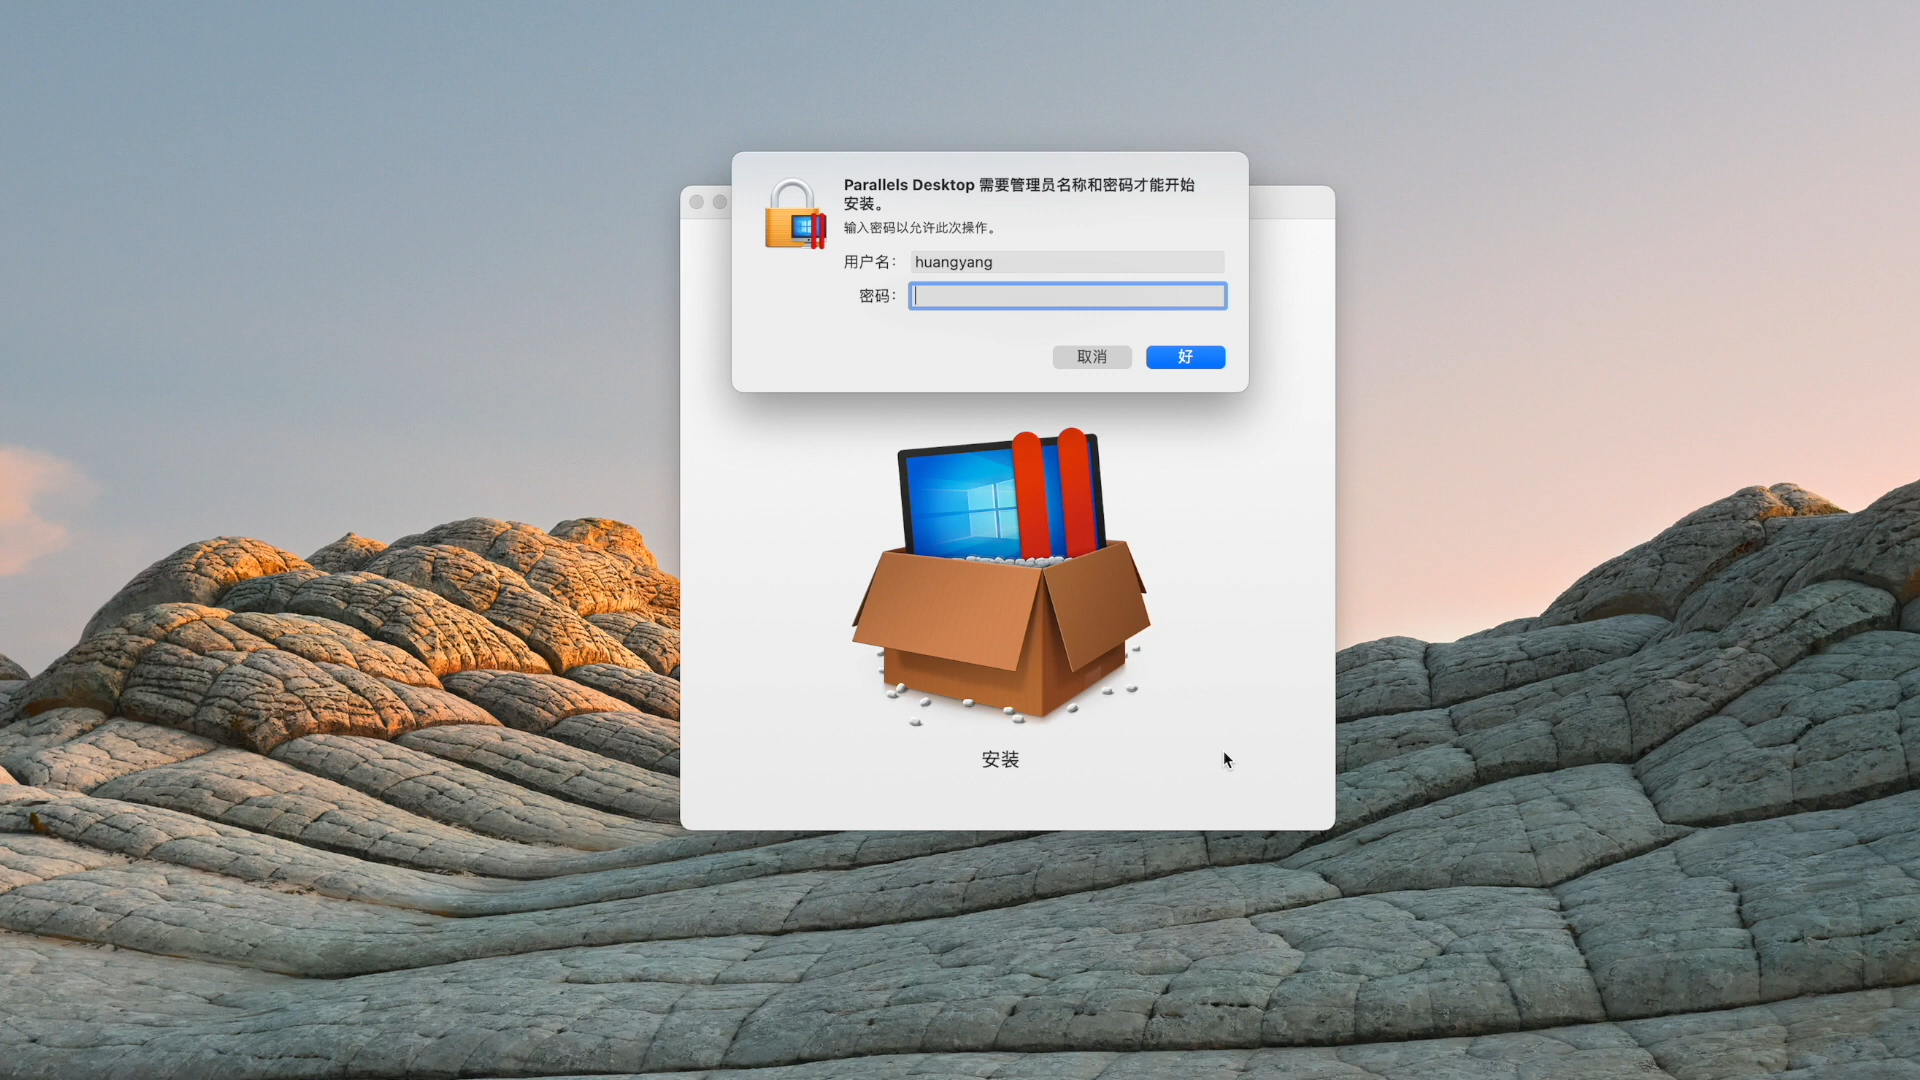 Parallels Desktop 需要管理员名称和密码才能开始
安装。
输入密码以允许此次操作。
用户名： huangyang
密码：
取消 好
安装